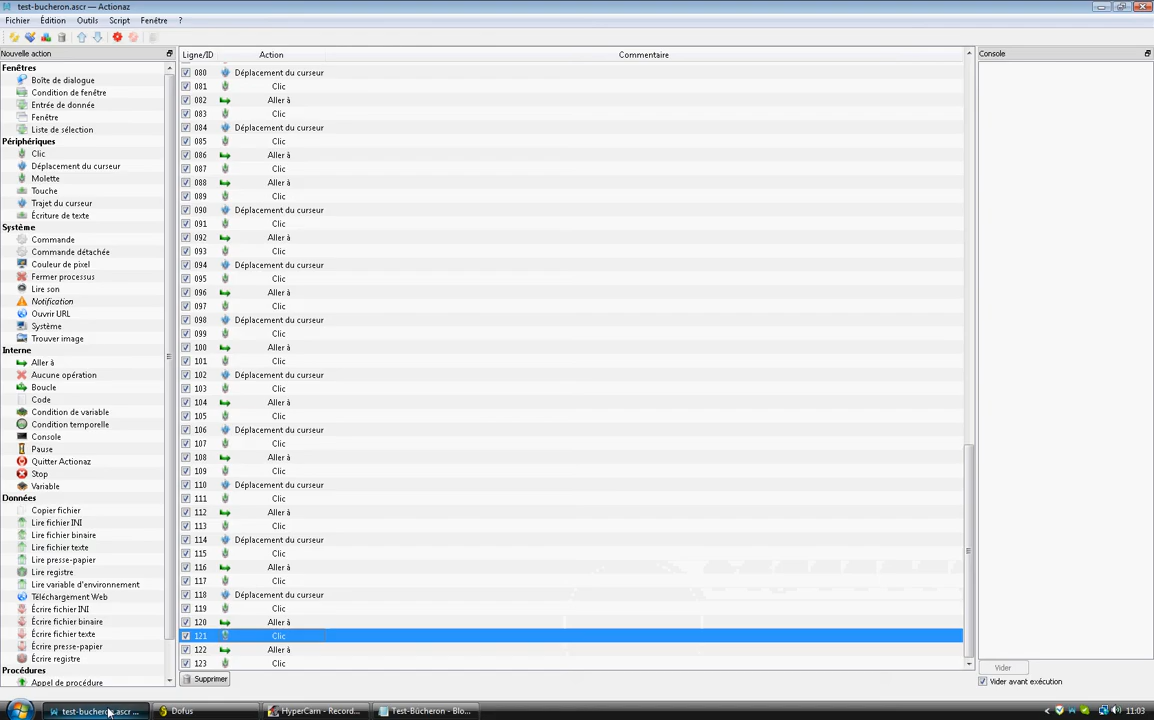 test-bucheron.ascr — Actionaz
Fichier Édition Outils Script Fenêtre ?
Nouvelle action
Fenêtres
Boîte de dialogue
Condition de fenêtre
Entrée de donnée
Fenêtre
Liste de sélection
Périphériques
Clic
Déplacement du curseur
Molette
Touche
Trajet du curseur
Écriture de texte
Système
Commande
Commande détachée
Couleur de pixel
Fermer processus
Lire son
Notification
Ouvrir URL
Système
Trouver image
Interne
Aller à
Aucune opération
Boucle
Code
Condition de variable
Condition temporelle
Console
Pause
Quitter Actionaz
Stop
Variable
Données
Copier fichier
Lire fichier INI
Lire fichier binaire
Lire fichier texte
Lire presse-papier
Lire registre
Lire variable d'environnement
Téléchargement Web
Écrire fichier INI
Écrire fichier binaire
Écrire fichier texte
Écrire presse-papier
Écrire registre
Procédures
Appel de procédure
Ligne/ID Action Commentaire
080 Déplacement du curseur
081 Clic
082 Aller à
083 Clic
084 Déplacement du curseur
085 Clic
086 Aller à
087 Clic
088 Aller à
089 Clic
090 Déplacement du curseur
091 Clic
092 Aller à
093 Clic
094 Déplacement du curseur
095 Clic
096 Aller à
097 Clic
098 Déplacement du curseur
099 Clic
100 Aller à
101 Clic
102 Déplacement du curseur
103 Clic
104 Aller à
105 Clic
106 Déplacement du curseur
107 Clic
108 Aller à
109 Clic
110 Déplacement du curseur
111 Clic
112 Aller à
113 Clic
114 Déplacement du curseur
115 Clic
116 Aller à
117 Clic
118 Déplacement du curseur
119 Clic
120 Aller à
121 Clic
122 Aller à
123 Clic
Supprimer
Console
Vider
Vider avant exécution
test-bucheron.ascr ...
Dofus
HyperCam - Record...
Test-Bûcheron - Blo...
11:03